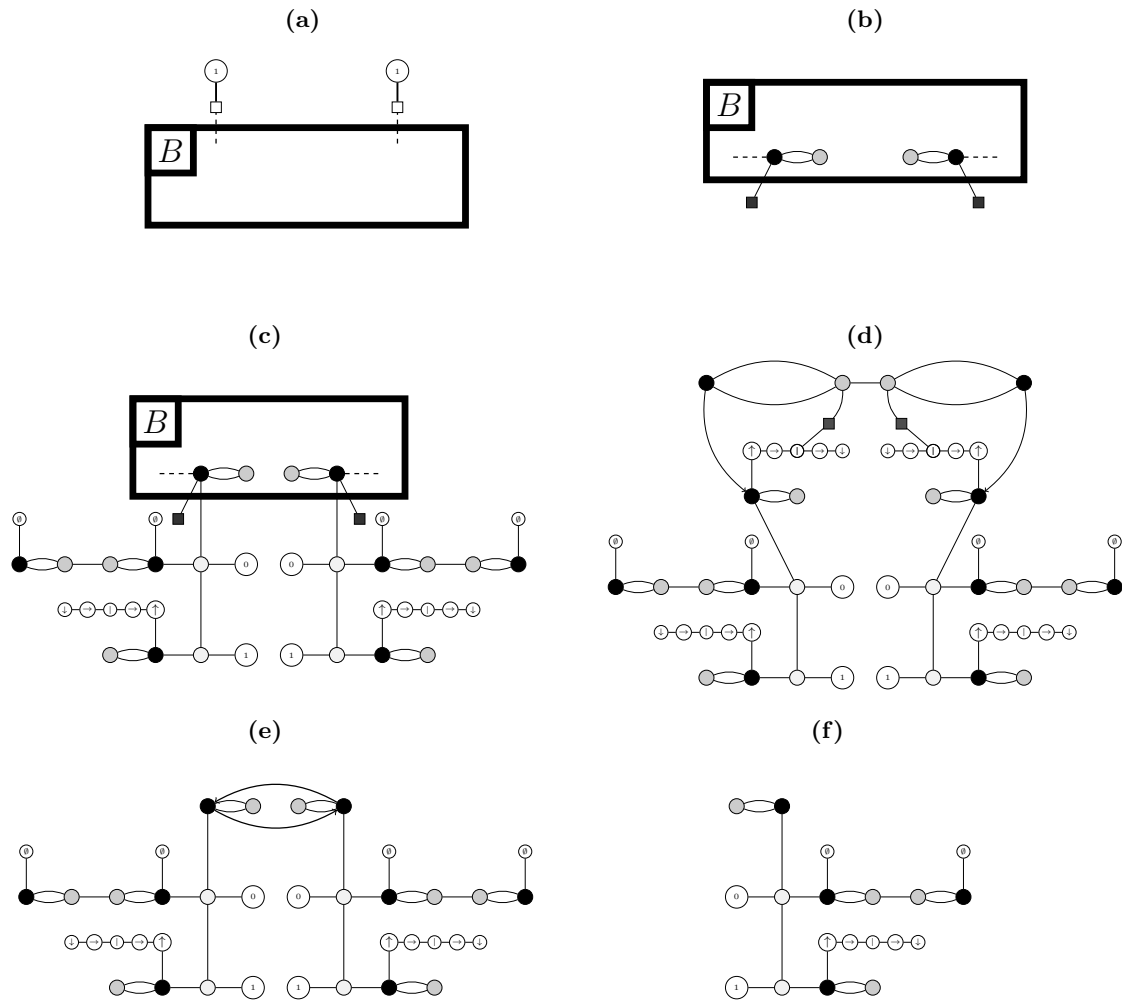 (a) (b)
1 1
B B
(c) (d)
B
↑ → | → ↓ ↓ → | → ↑
∅ ∅ ∅ ∅
0 0
∅ ∅ ∅ ∅
0 0
↓ → | → ↑ ↑ → | → ↓
↓ → | → ↑ ↑ → | → ↓
1 1
1 1
(e) (f)
∅ ∅ ∅ ∅ ∅ ∅
0 0 0
↓ → | → ↑ ↑ → | → ↓ ↑ → | → ↓
1 1 1